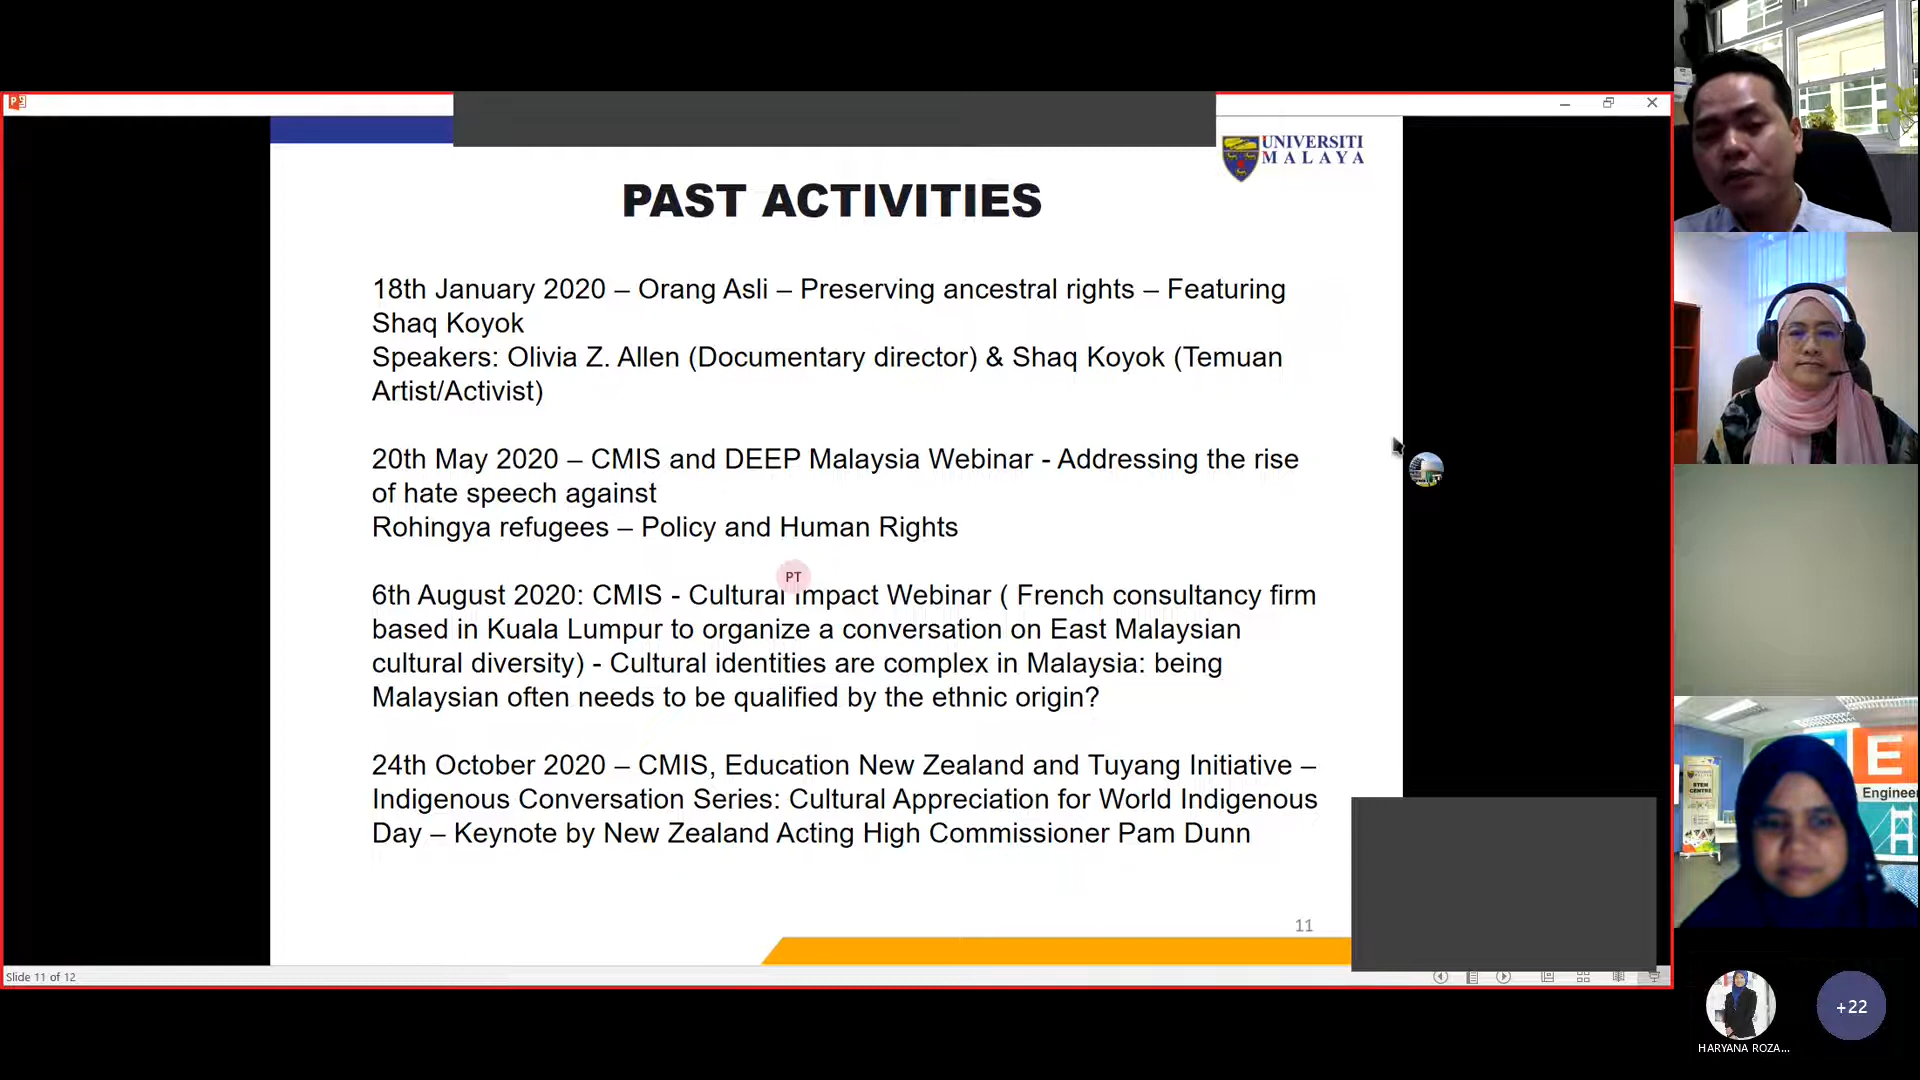 UNIVERSITI
MALAYA
PAST ACTIVITIES
18th January 2020 – Orang Asli – Preserving ancestral rights – Featuring
Shaq Koyok
Speakers: Olivia Z. Allen (Documentary director) & Shaq Koyok (Temuan
Artist/Activist)
20th May 2020 – CMIS and DEEP Malaysia Webinar - Addressing the rise
of hate speech against
Rohingya refugees – Policy and Human Rights
PT
6th August 2020: CMIS - Cultural Impact Webinar ( French consultancy firm
based in Kuala Lumpur to organize a conversation on East Malaysian
cultural diversity) - Cultural identities are complex in Malaysia: being
Malaysian often needs to be qualified by the ethnic origin?
24th October 2020 – CMIS, Education New Zealand and Tuyang Initiative –
Indigenous Conversation Series: Cultural Appreciation for World Indigenous
Day – Keynote by New Zealand Acting High Commissioner Pam Dunn
11
Slide 11 of 12
E
Engineer
STEM
CENTRE
+22
HARYANA ROZA...